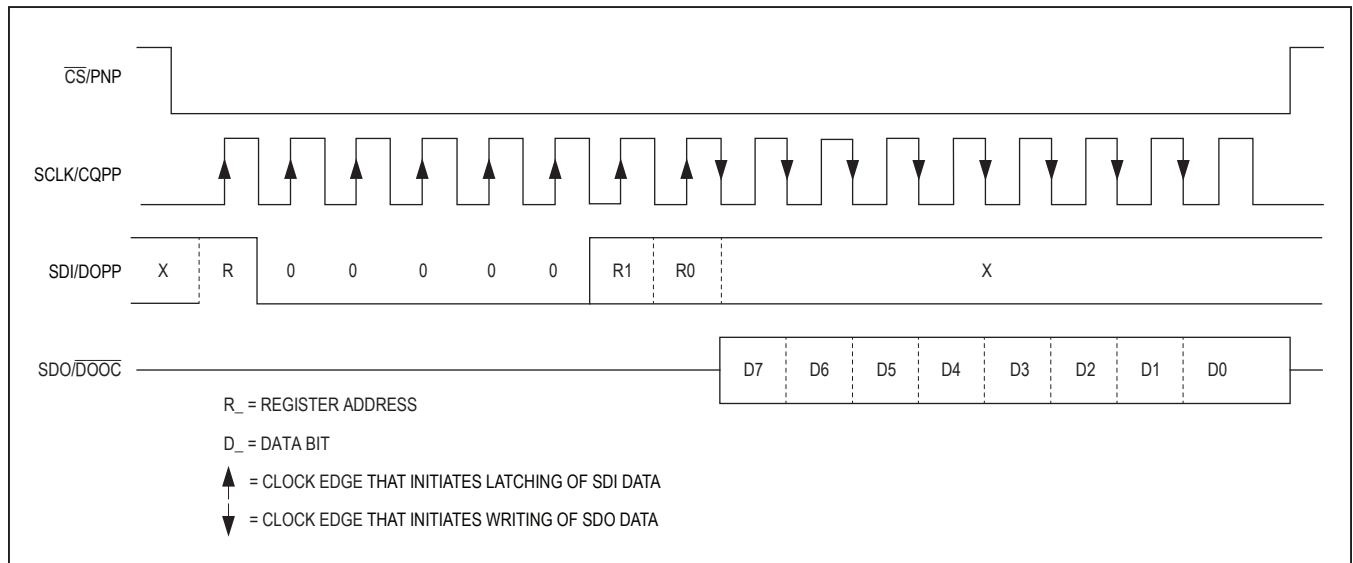 CS/PNP
SCLK/CQPP
SDI/DOPP X R 0 0 0 0 0 R1 R0 X
SDO/DOOC D7 D6 D5 D4 D3 D2 D1 D0
R_ = REGISTER ADDRESS
D_ = DATA BIT
= CLOCK EDGE THAT INITIATES LATCHING OF SDI DATA
= CLOCK EDGE THAT INITIATES WRITING OF SDO DATA